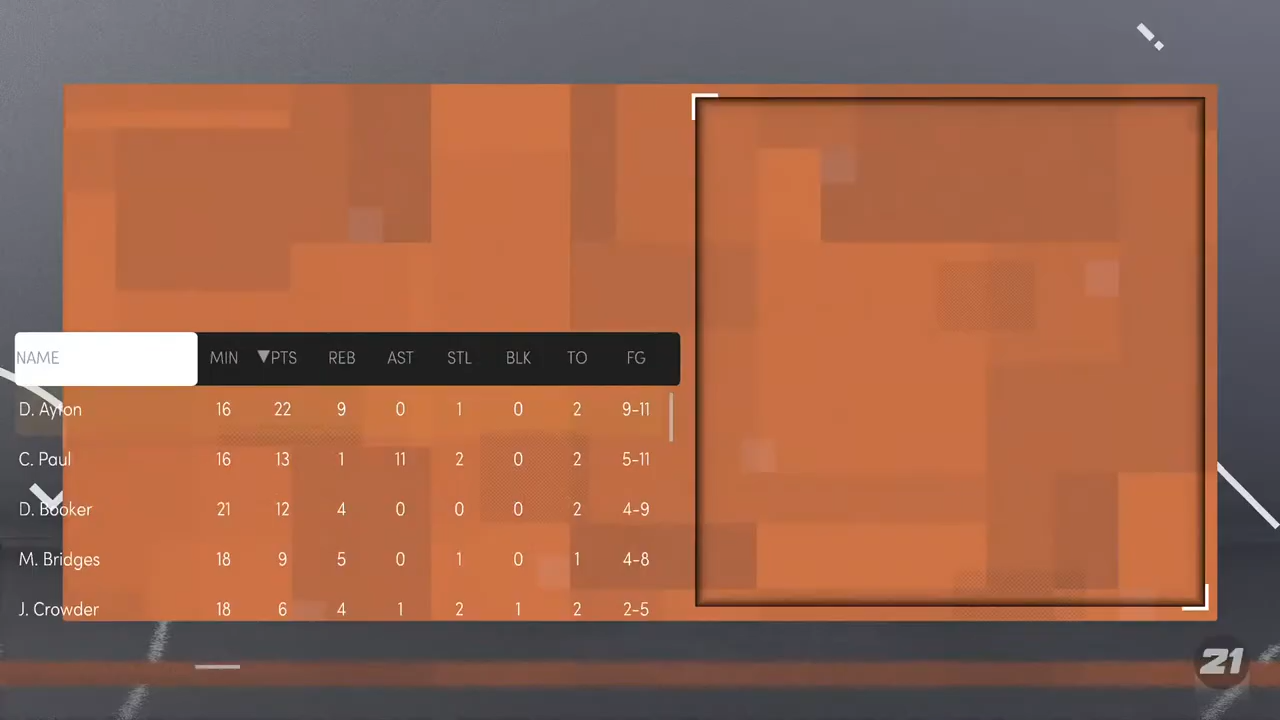 NAME MIN ▼PTS REB AST STL BLK TO FG
D. Ayton 16 22 9 0 1 0 2 9-11
C. Paul 16 13 1 11 2 0 2 5-11
D. Booker 21 12 4 0 0 0 2 4-9
M. Bridges 18 9 5 0 1 0 1 4-8
J. Crowder 18 6 4 1 2 1 2 2-5
21